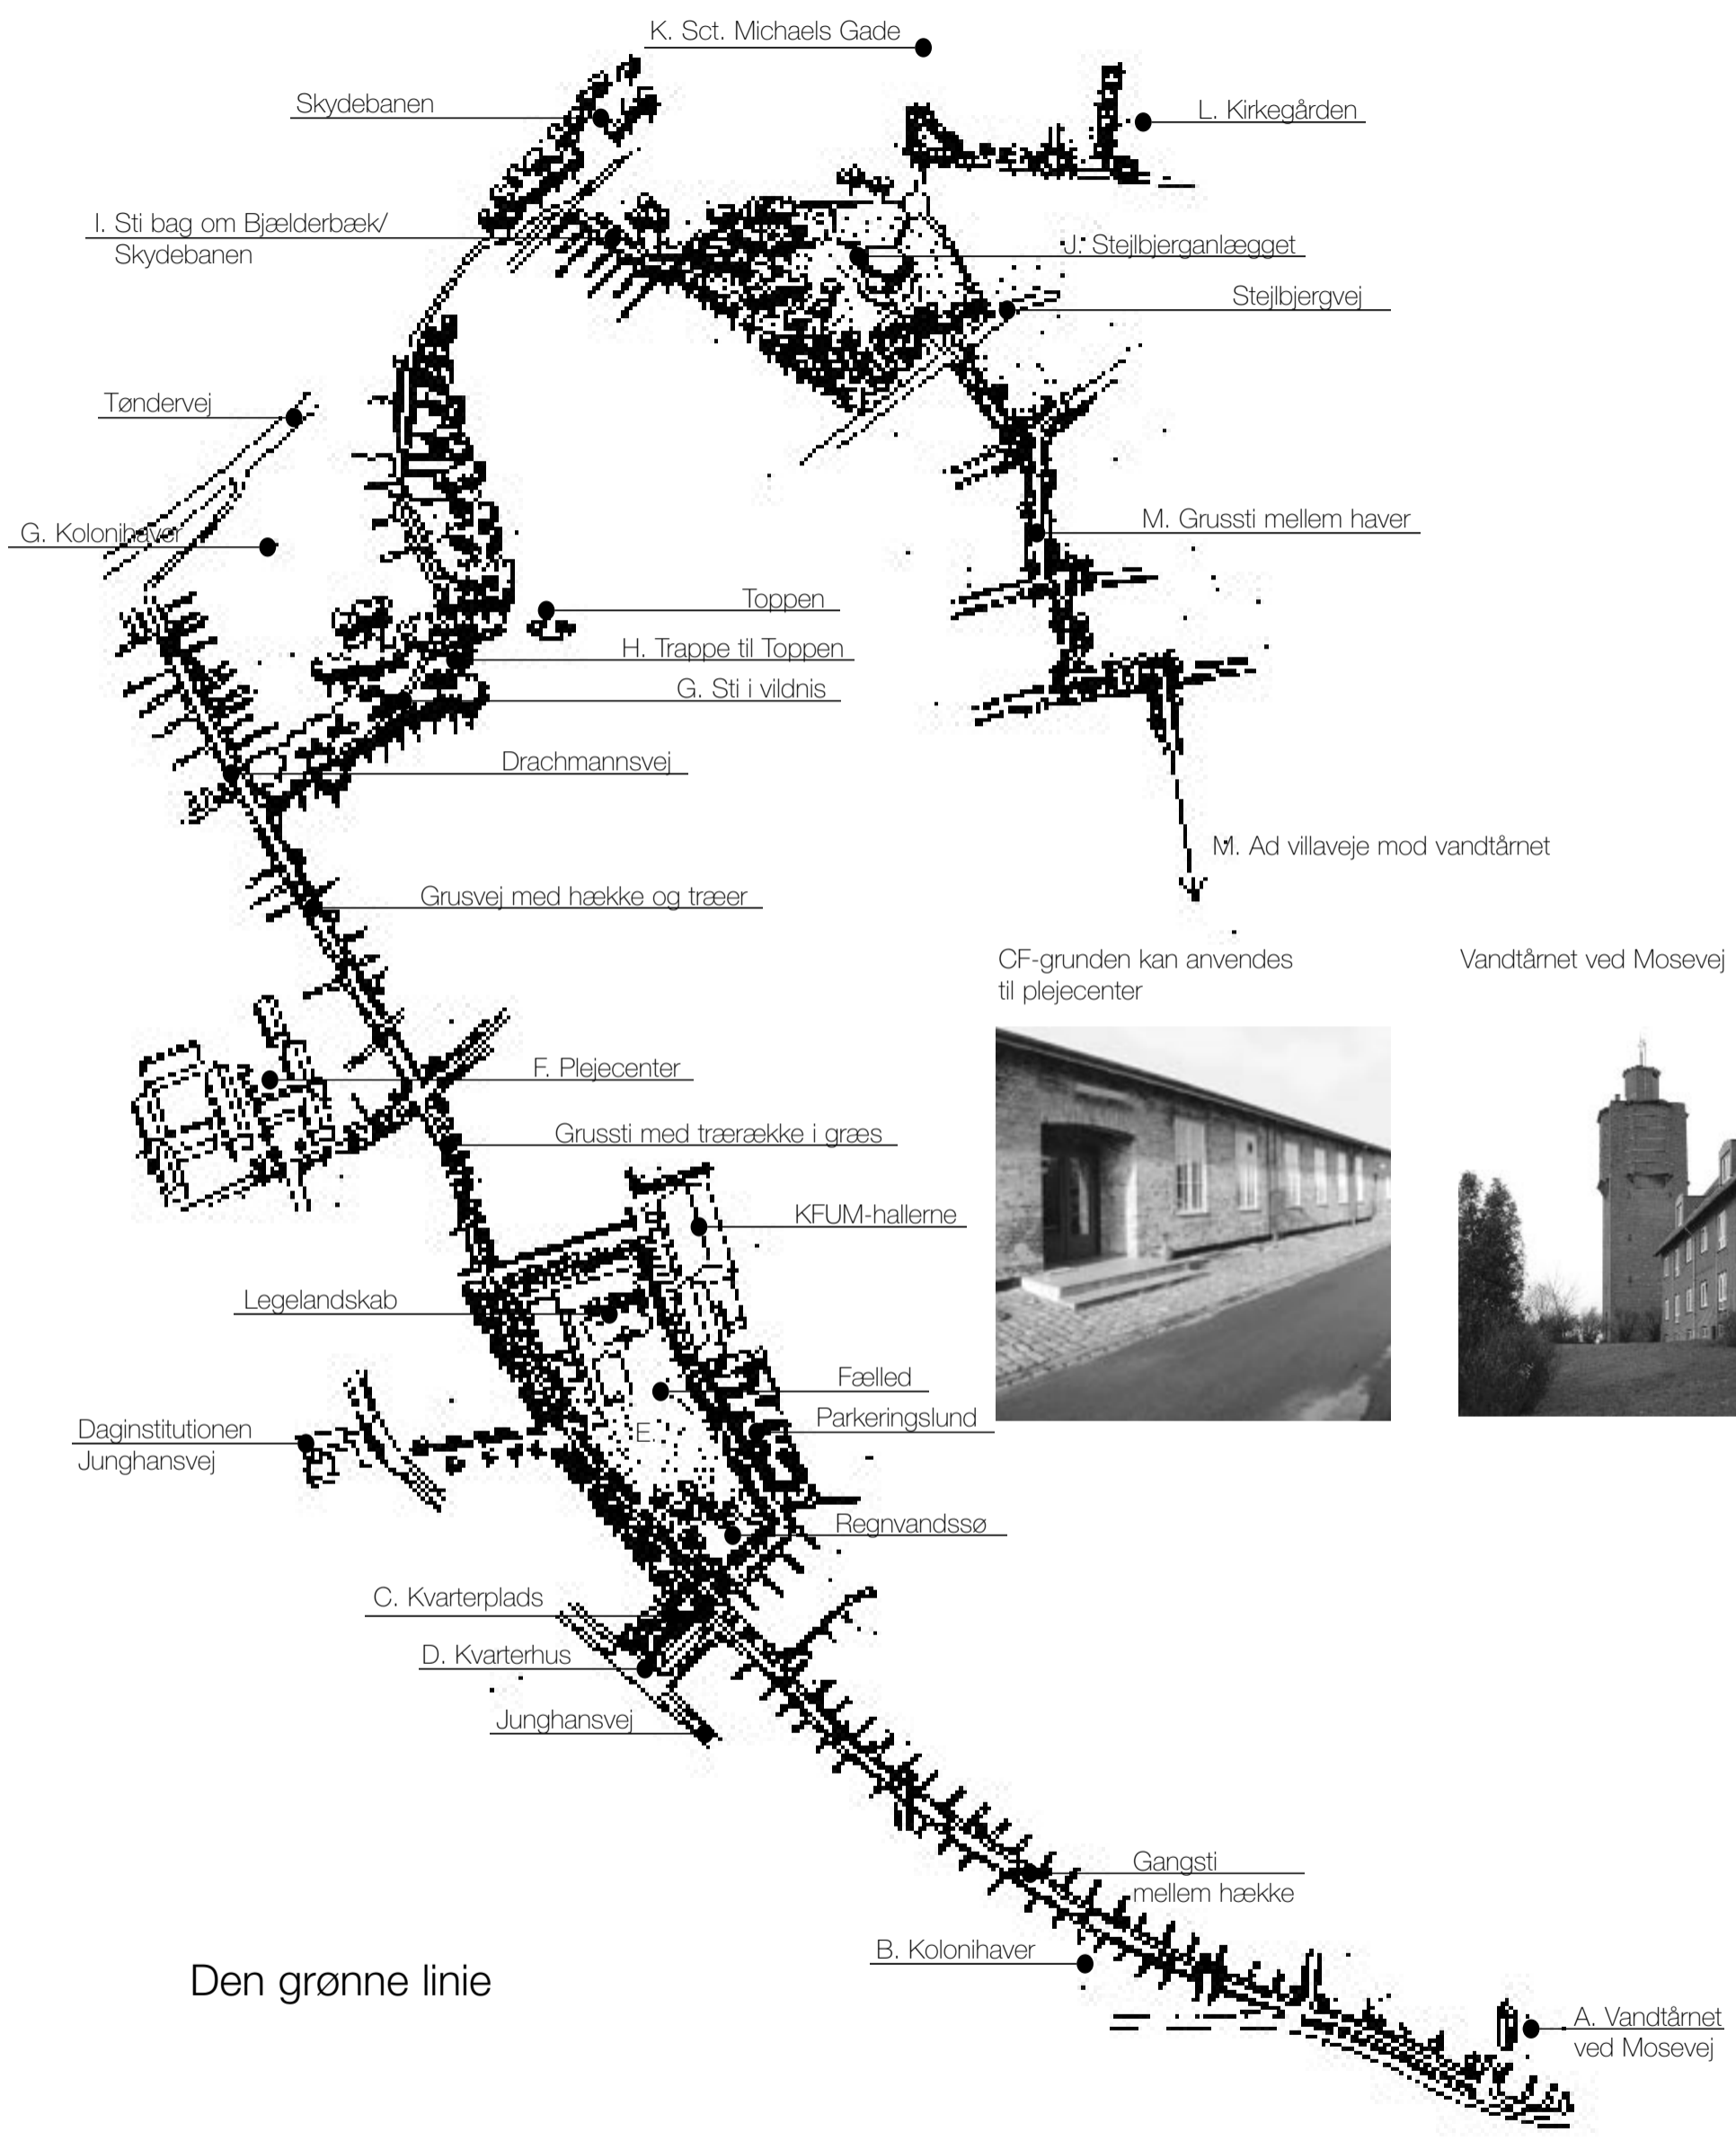 K. Sct. Michaels Gade
Skydebanen
L. Kirkegården
I. Sti bag om Bjælderbæk/
Skydebanen
J. Stejlbjerganlægget
Stejlbjergvej
Tøndervej
G. Kolonihaver
M. Grussti mellem haver
Toppen
H. Trappe til Toppen
G. Sti i vildnis
Drachmannsvej
M. Ad villaveje mod vandtårnet
Grusvej med hække og træer
CF-grunden kan anvendes
til plejecenter
Vandtårnet ved Mosevej
F. Plejecenter
Grussti med trærække i græs
KFUM-hallerne
Legelandskab
Fælled
Parkeringslund
E.
Daginstitutionen
Junghansvej
Regnvandssø
C. Kvarterplads
D. Kvarterhus
Junghansvej
Gangsti
mellem hække
B. Kolonihaver
Den grønne linie
A. Vandtårnet
ved Mosevej